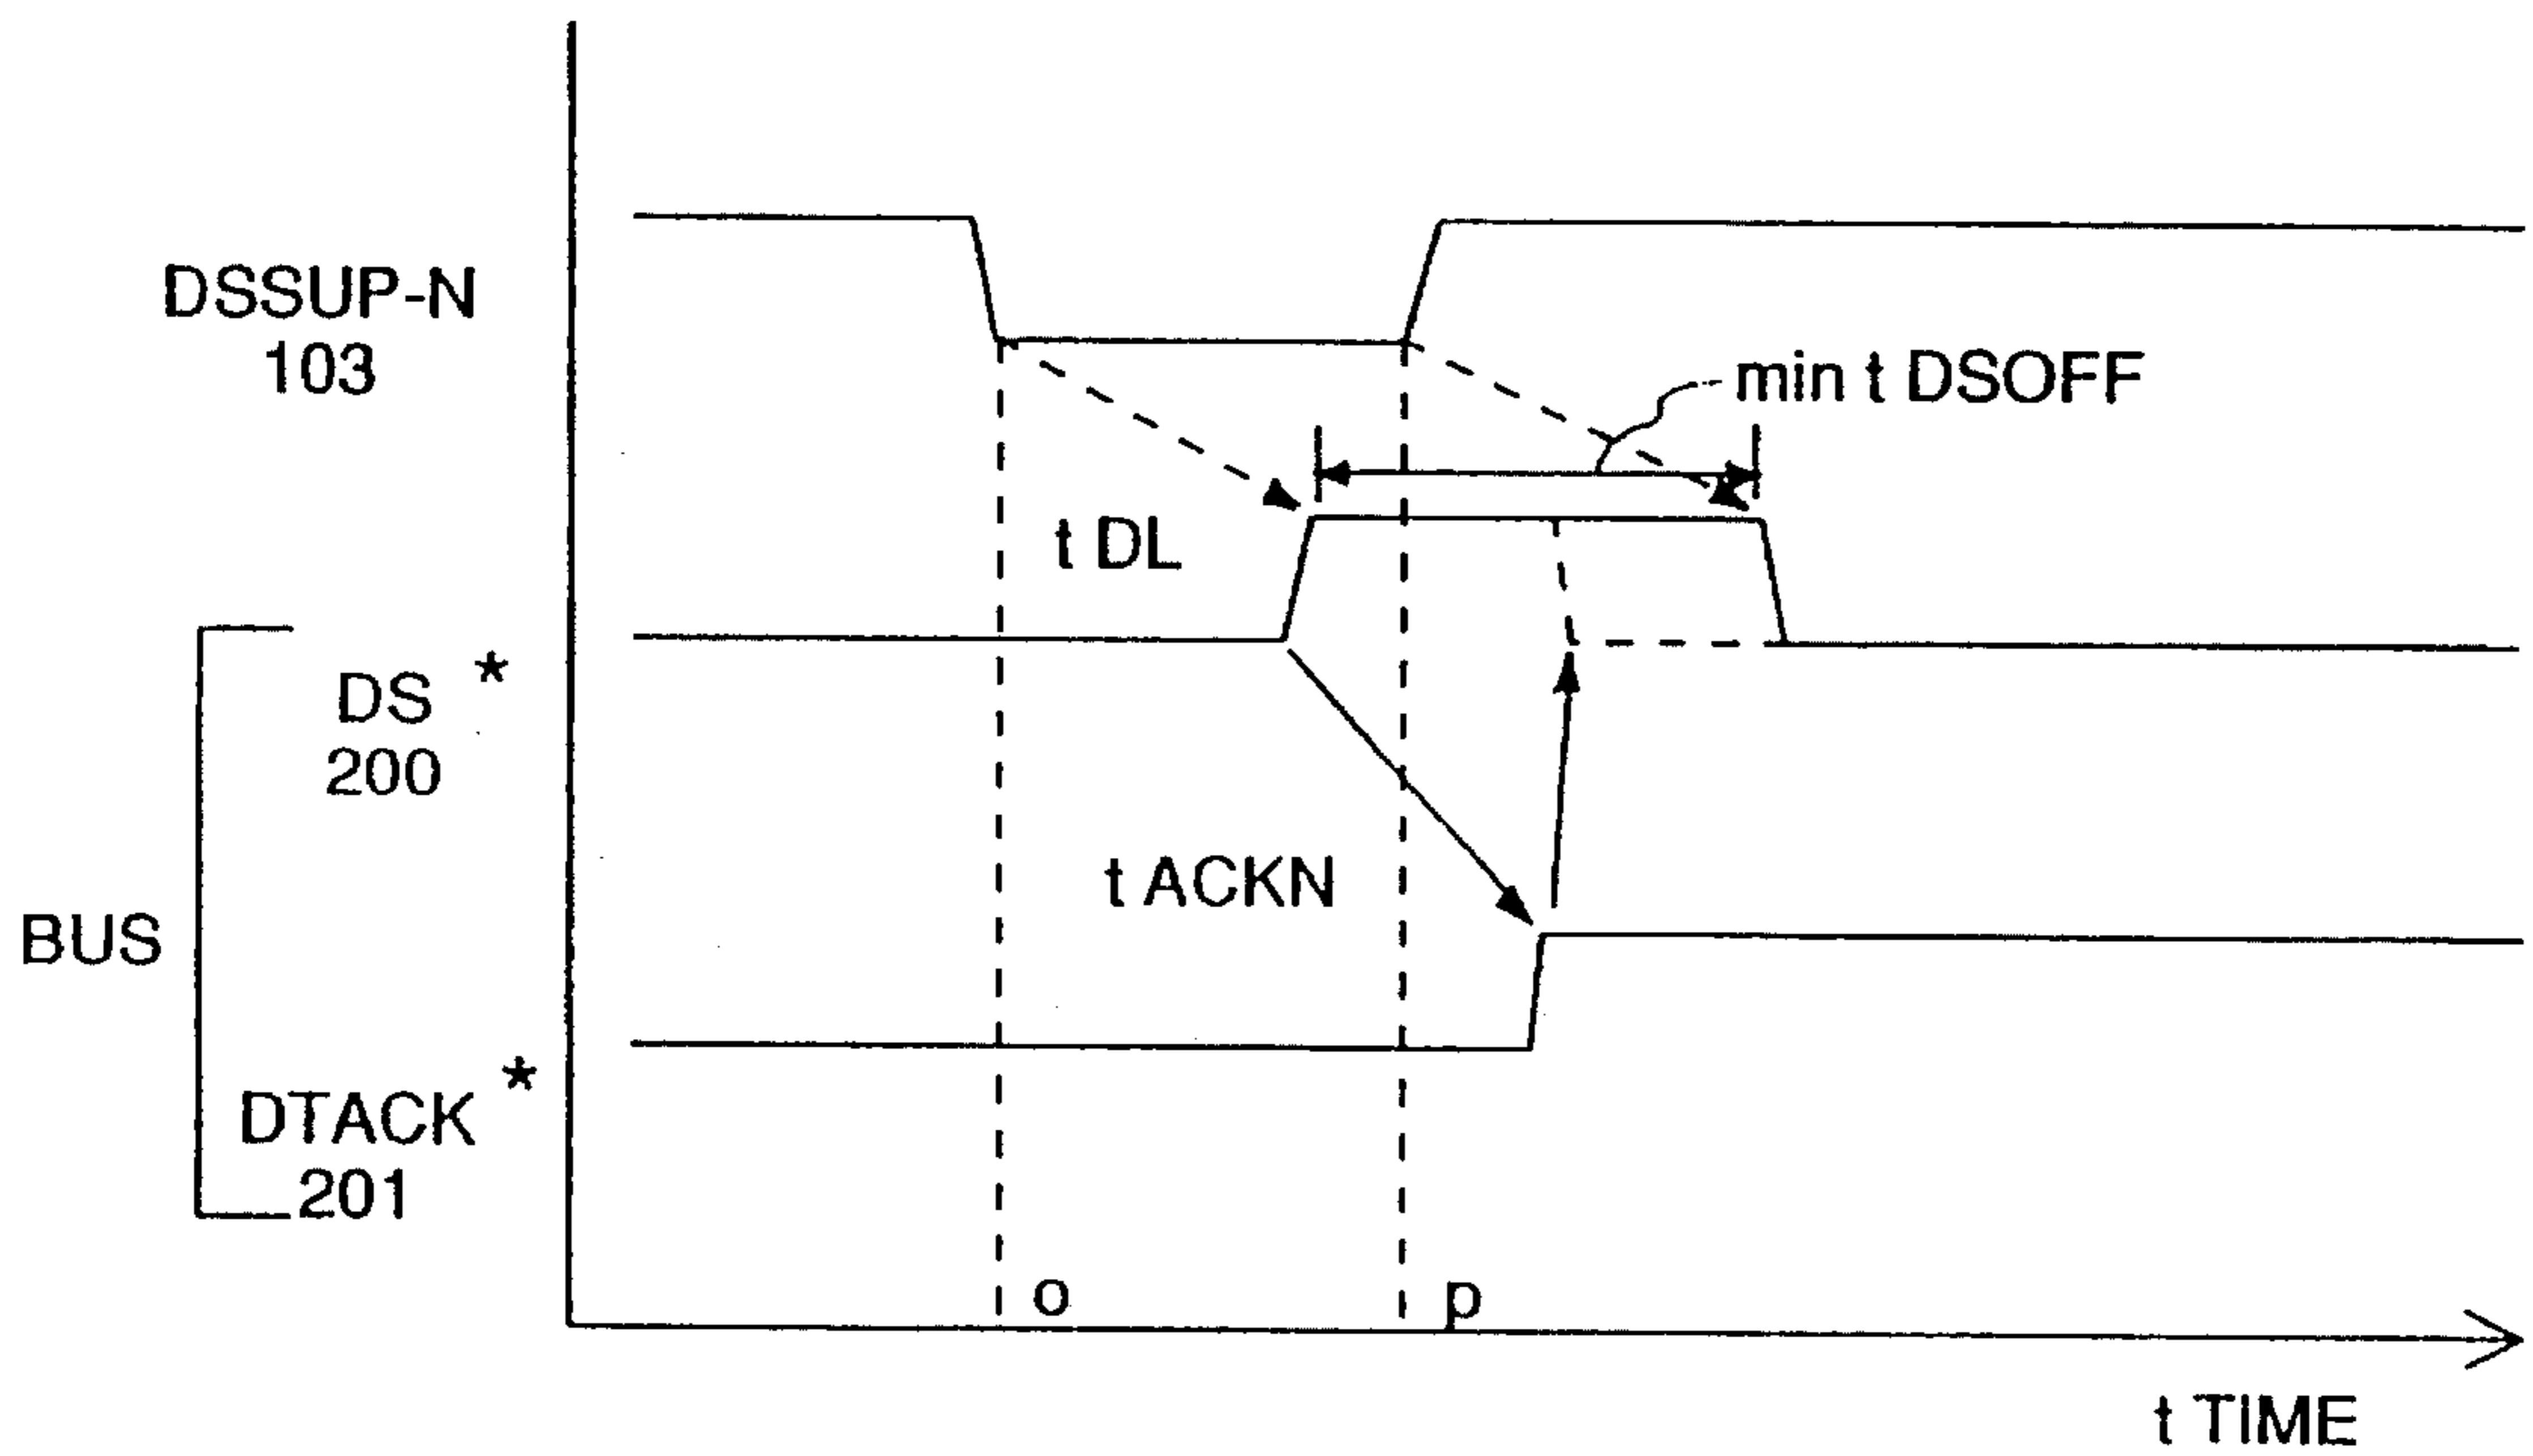 DSSUP-N
103
min t DSOFF
t DL
DS *
200
t ACKN
BUS
DTACK *
201
o
p
t TIME